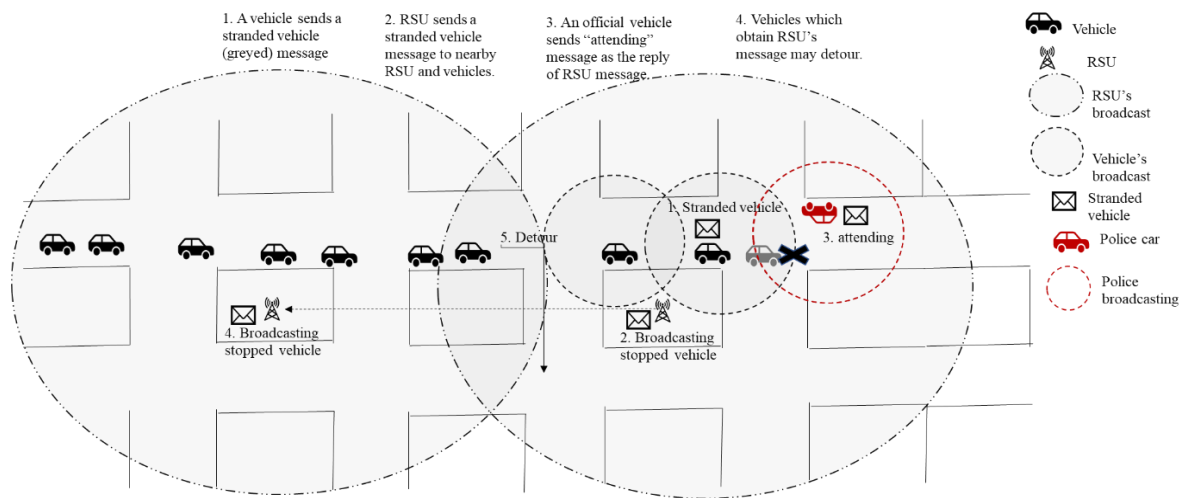 1. A vehicle sends a
stranded vehicle
(greyed) message
2. RSU sends a
stranded vehicle
message to nearby
RSU and vehicles.
3. An official vehicle
sends “attending”
message as the reply
of RSU message.
4. Vehicles which
obtain RSU’s
message may detour.
Vehicle
RSU
RSU’s
broadcast
Vehicle’s
broadcast
Stranded
vehicle
Police car
Police
broadcasting
1. Stranded vehicle
3. attending
5. Detour
4. Broadcasting
stopped vehicle
2. Broadcasting
stopped vehicle